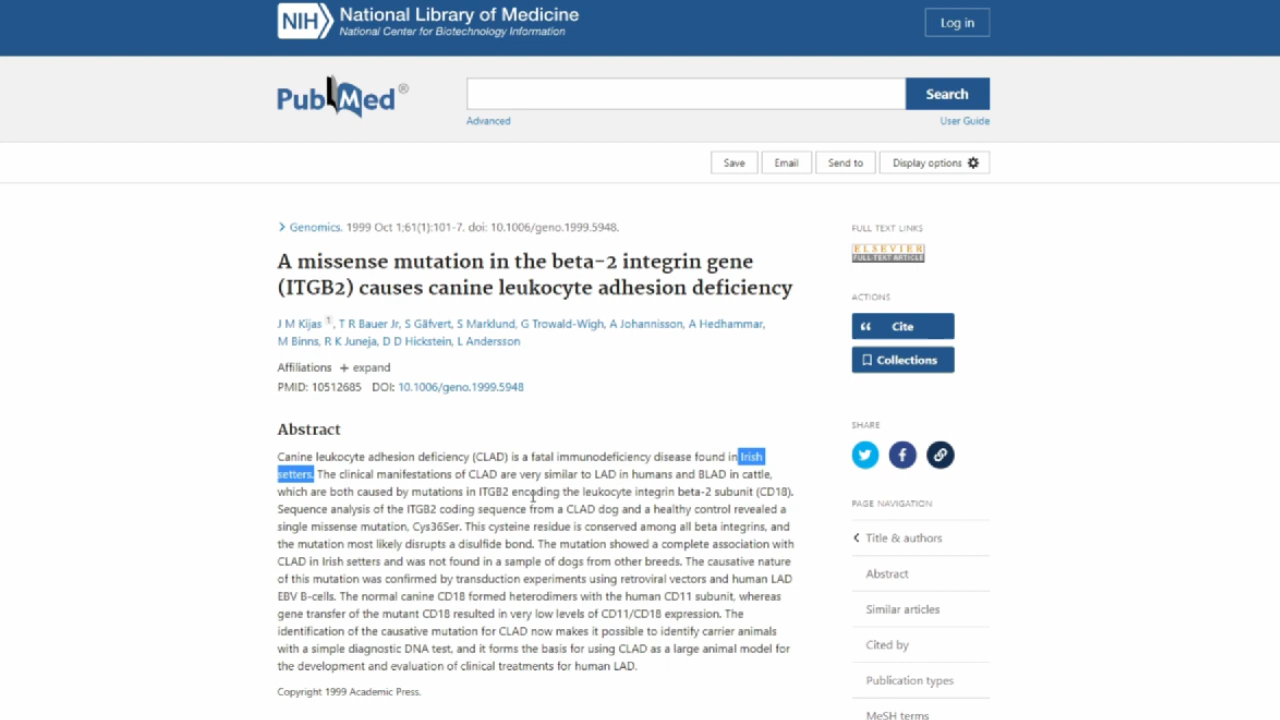 NIH National Library of Medicine
National Center for Biotechnology Information
Log in
PubMed®
Search
Advanced
User Guide
Save
Email
Send to
Display options
Genomics. 1999 Oct 1;61(1):101-7. doi: 10.1006/geno.1999.5948.
A missense mutation in the beta-2 integrin gene
(ITGB2) causes canine leukocyte adhesion deficiency
J M Kijas 1, T R Bauer Jr, S Gäfvert, S Marklund, G Trowald-Wigh, A Johannisson, A Hedhammar,
M Binns, R K Juneja, D D Hickstein, L Andersson
Affiliations + expand
PMID: 10512685 DOI: 10.1006/geno.1999.5948
Abstract
Canine leukocyte adhesion deficiency (CLAD) is a fatal immunodeficiency disease found in Irish
setters. The clinical manifestations of CLAD are very similar to LAD in humans and BLAD in cattle,
which are both caused by mutations in ITGB2 encoding the leukocyte integrin beta-2 subunit (CD18).
Sequence analysis of the ITGB2 coding sequence from a CLAD dog and a healthy control revealed a
single missense mutation, Cys36Ser. This cysteine residue is conserved among all beta integrins, and
the mutation most likely disrupts a disulfide bond. The mutation showed a complete association with
CLAD in Irish setters and was not found in a sample of dogs from other breeds. The causative nature
of this mutation was confirmed by transduction experiments using retroviral vectors and human LAD
EBV B-cells. The normal canine CD18 formed heterodimers with the human CD11 subunit, whereas
gene transfer of the mutant CD18 resulted in very low levels of CD11/CD18 expression. The
identification of the causative mutation for CLAD now makes it possible to identify carrier animals
with a simple diagnostic DNA test, and it forms the basis for using CLAD as a large animal model for
the development and evaluation of clinical treatments for human LAD.
Copyright 1999 Academic Press.
FULL TEXT LINKS
ELSEVIER
FULL-TEXT ARTICLE
ACTIONS
Cite
Collections
SHARE
PAGE NAVIGATION
Title & authors
Abstract
Similar articles
Cited by
Publication types
MeSH terms